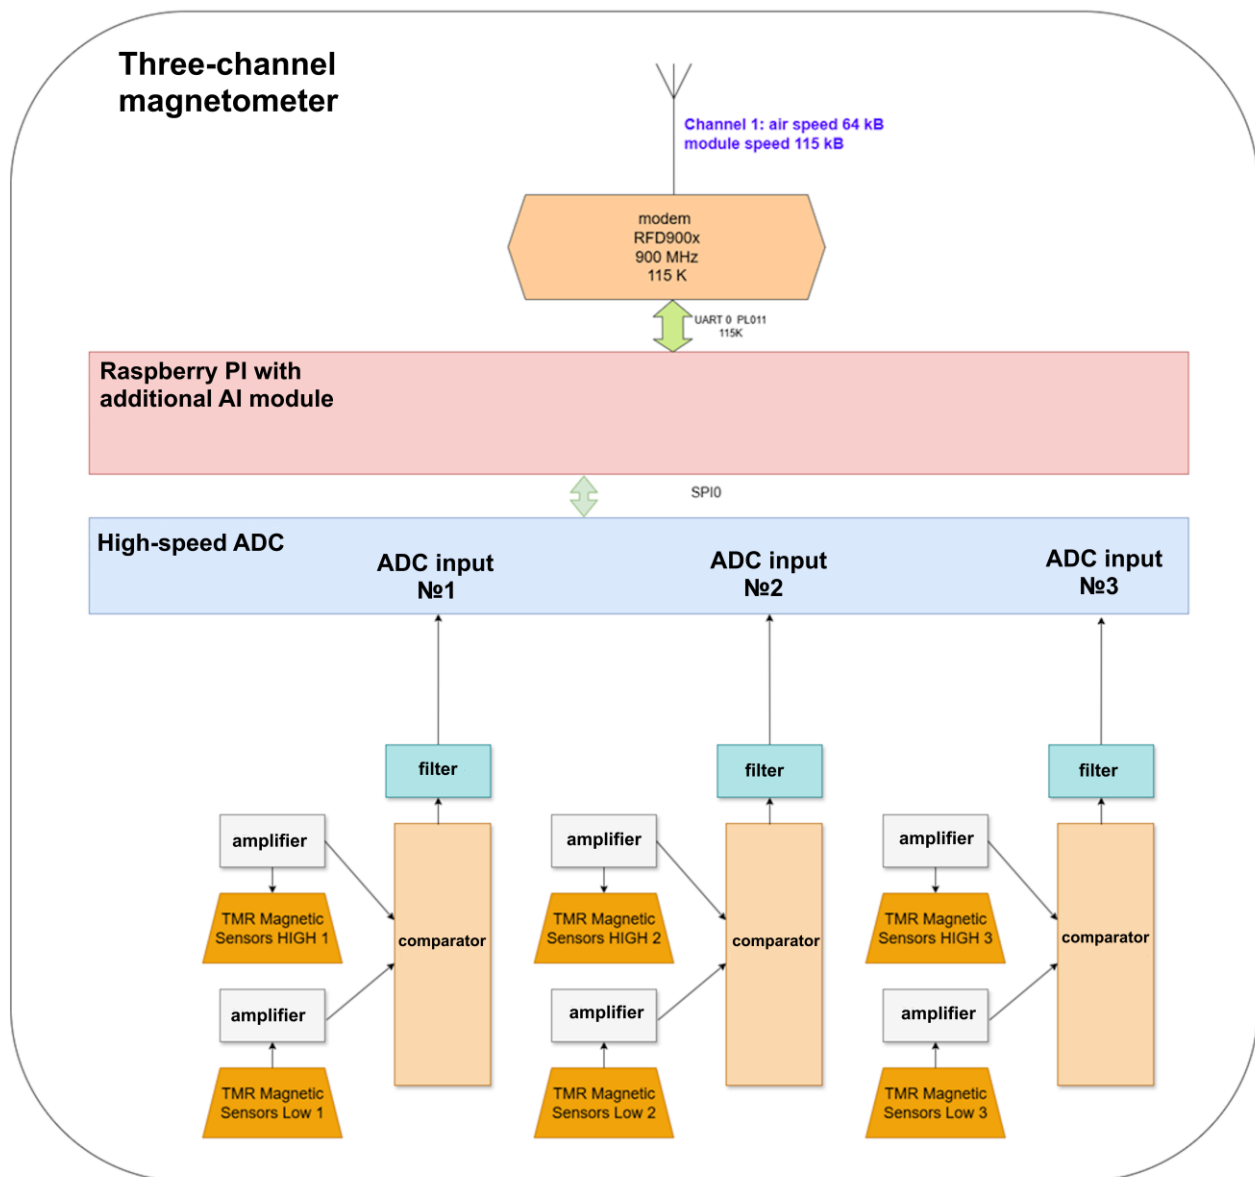 Three-channel
magnetometer
Channel 1: air speed 64 kB
module speed 115 kB
modem
RFD900x
900 MHz
115 K
UART 0 PL011
115K
Raspberry PI with
additional AI module
SPI0
High-speed ADC
ADC input
№1
ADC input
№2
ADC input
№3
filter
filter
filter
amplifier
amplifier
amplifier
TMR Magnetic
Sensors HIGH 1
comparator
TMR Magnetic
Sensors HIGH 2
comparator
TMR Magnetic
Sensors HIGH 3
comparator
amplifier
amplifier
amplifier
TMR Magnetic
Sensors Low 1
TMR Magnetic
Sensors Low 2
TMR Magnetic
Sensors Low 3